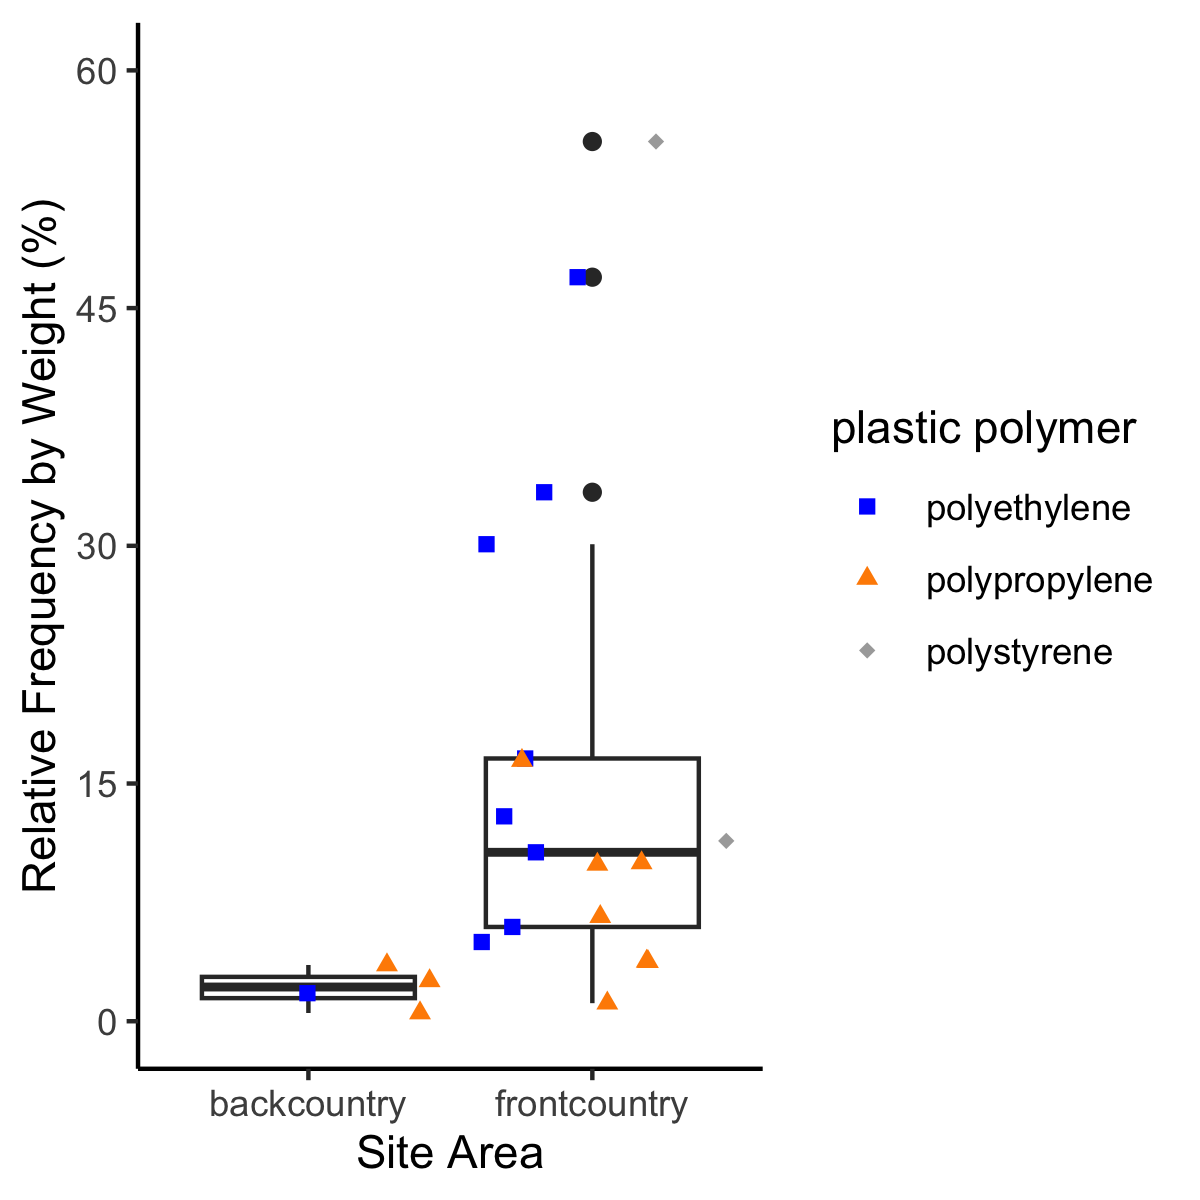 Relative Frequency by Weight (%)
60
45
30
15
0
backcountry
frontcountry
Site Area
plastic polymer
polyethylene
polypropylene
polystyrene